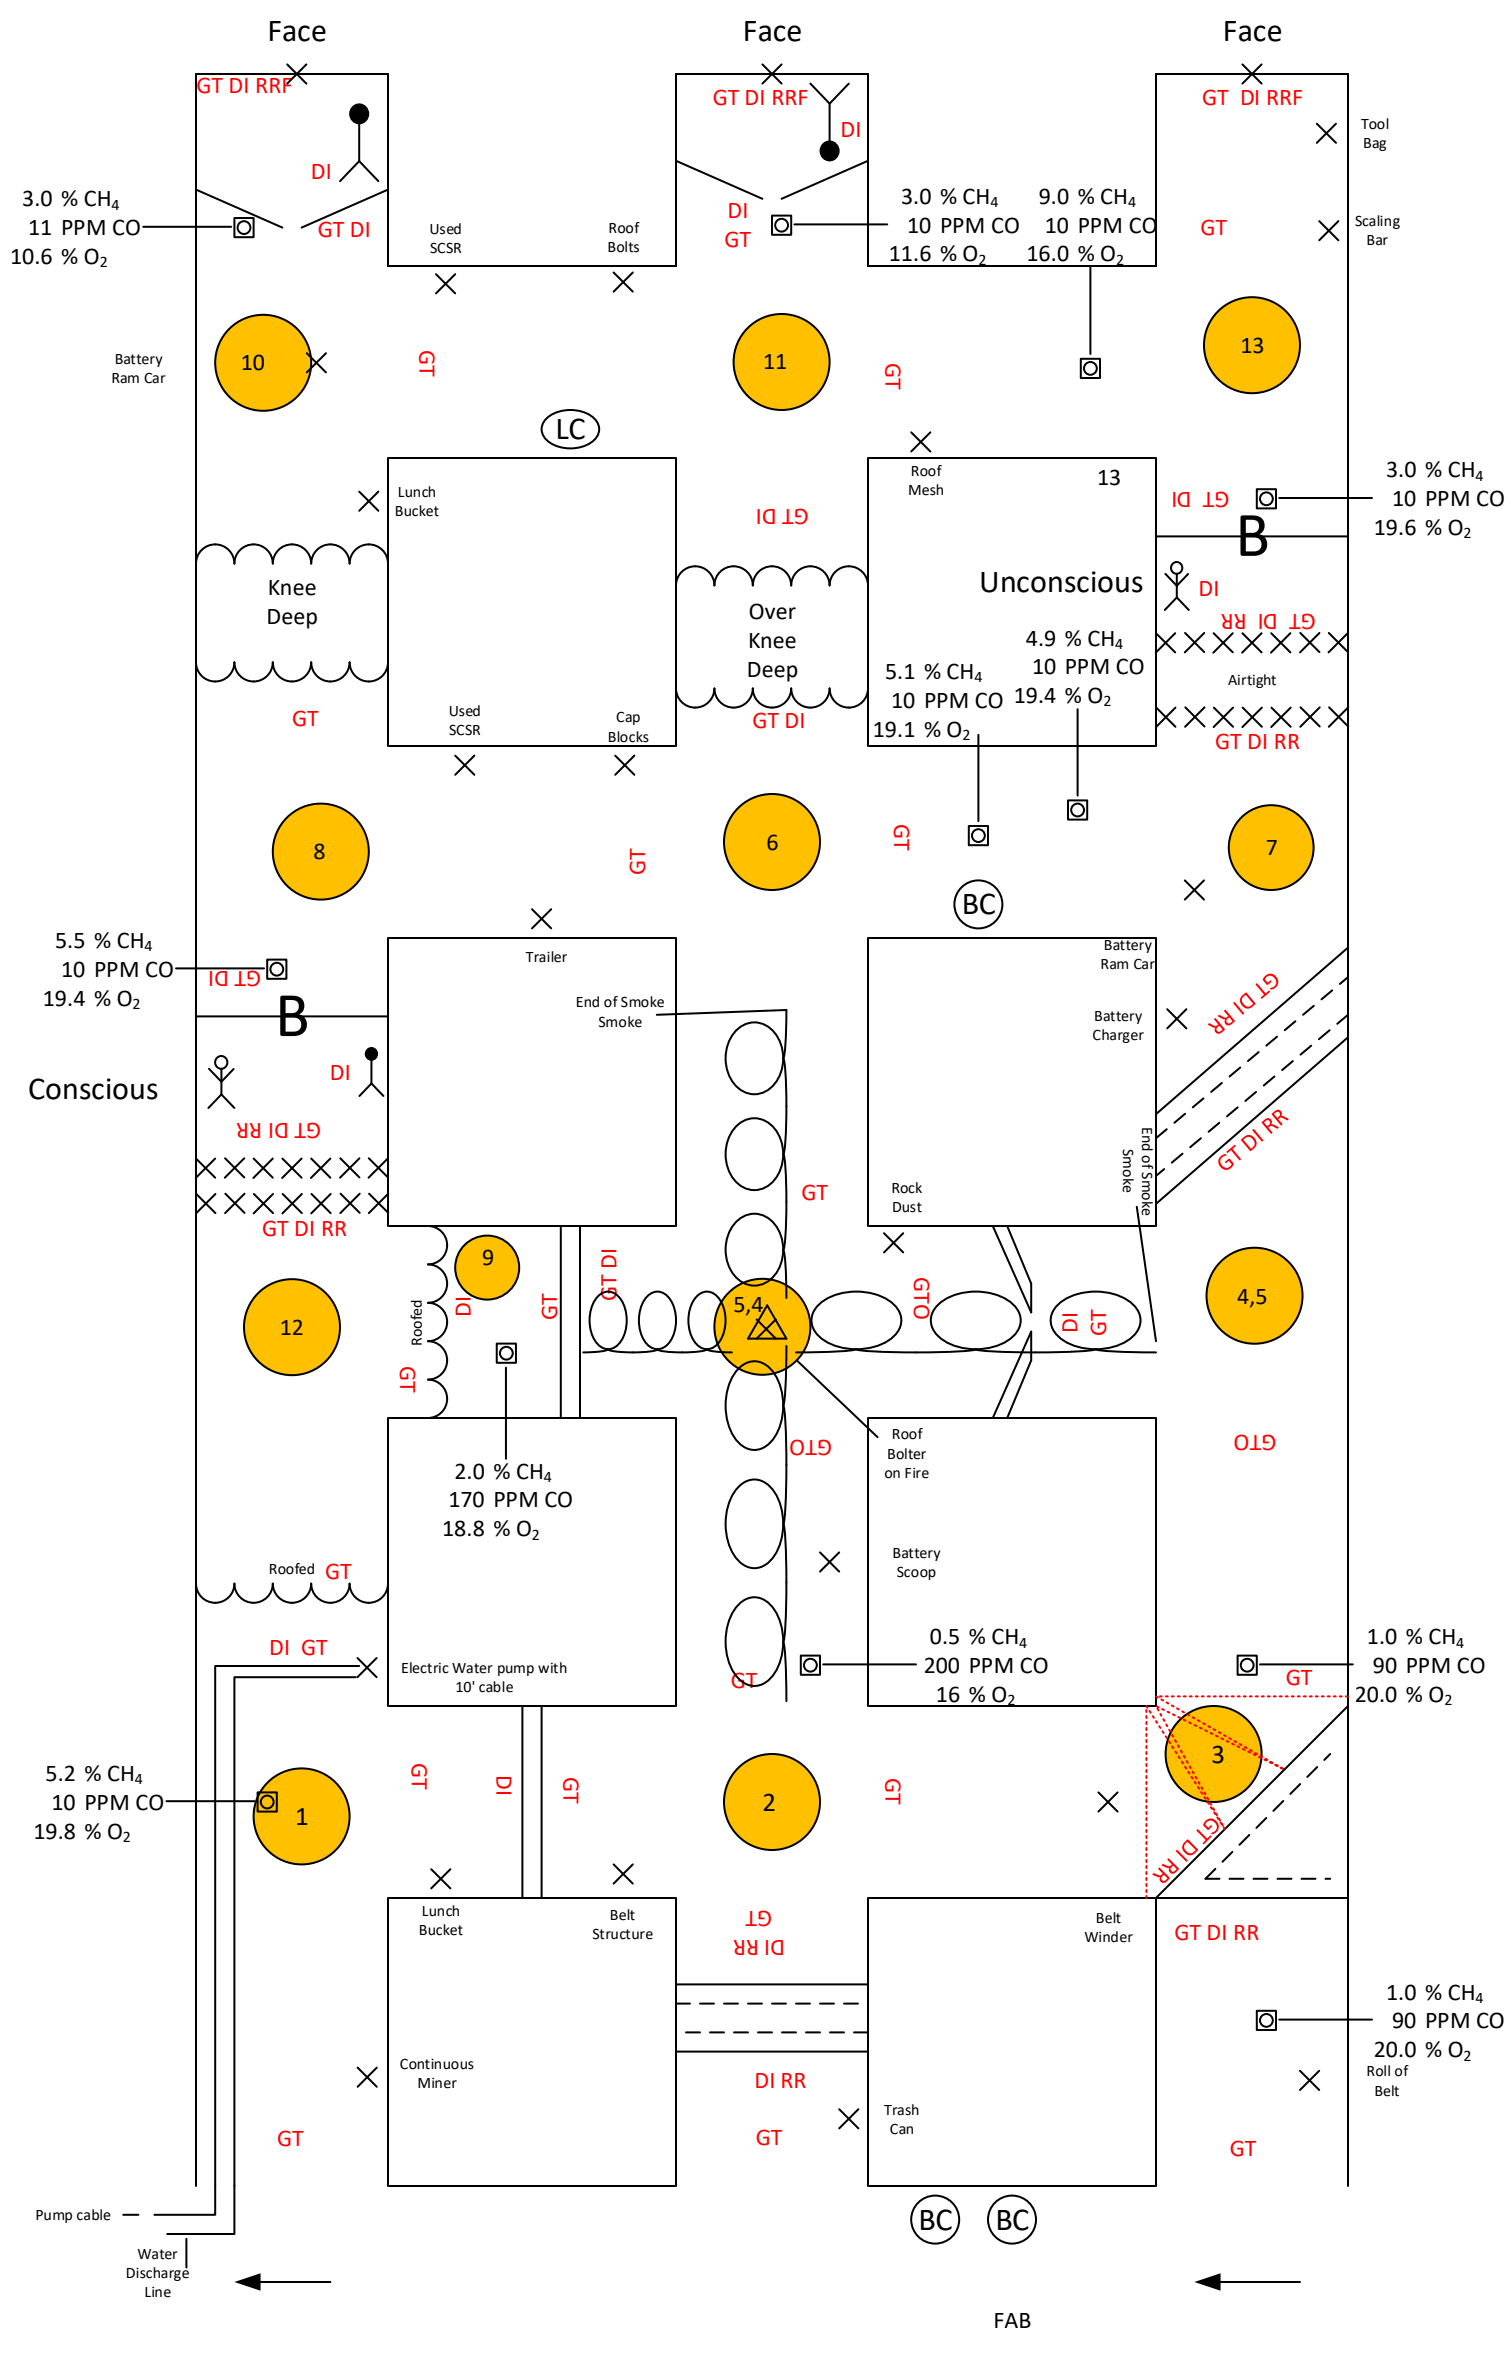 Face
Face
Face
GT DI RRF
GT DI RRF
GT DI RRF
DI
Tool
Bag
DI
3.0 % CH₄
11 PPM CO
10.6 % O₂
GT DI
Used
SCSR
Roof
Bolts
DI
GT
3.0 % CH₄
10 PPM CO
11.6 % O₂
9.0 % CH₄
10 PPM CO
16.0 % O₂
GT
Scaling
Bar
Battery
Ram Car
10
GT
11
GT
13
LC
Lunch
Bucket
Roof
Mesh
13
GT DI
GT DI
3.0 % CH₄
10 PPM CO
19.6 % O₂
B
Knee
Deep
Over
Knee
Deep
Unconscious
DI
GT DI RR
4.9 % CH₄
10 PPM CO
19.4 % O₂
5.1 % CH₄
10 PPM CO
19.1 % O₂
Airtight
GT
Used
SCSR
Cap
Blocks
GT DI
GT DI RR
8
GT
6
GT
7
BC
5.5 % CH₄
10 PPM CO
19.4 % O₂
GT DI
B
Trailer
End of Smoke
Smoke
Battery
Ram Car
Battery
Charger
GT DI RR
Conscious
DI
GT DI RR
End of Smoke
Smoke
GT DI RR
GT
Rock
Dust
GT DI RR
12
Roofed
GT
9
DI
GT
GT DI
5,4
GTO
DI
GT
4,5
GTO
Roof
Bolter
on Fire
GTO
2.0 % CH₄
170 PPM CO
18.8 % O₂
Battery
Scoop
Roofed
GT
DI GT
Electric Water pump with
10' cable
GT
0.5 % CH₄
200 PPM CO
16 % O₂
1.0 % CH₄
90 PPM CO
20.0 % O₂
GT
5.2 % CH₄
10 PPM CO
19.8 % O₂
1
GT
DI
GT
2
GT
3
GT DI RR
Lunch
Bucket
Belt
Structure
GT
DI RR
Belt
Winder
GT DI RR
1.0 % CH₄
90 PPM CO
20.0 % O₂
Continuous
Miner
DI RR
Roll of
Belt
GT
GT
Trash
Can
GT
Pump cable
BC
BC
Water
Discharge
Line
FAB